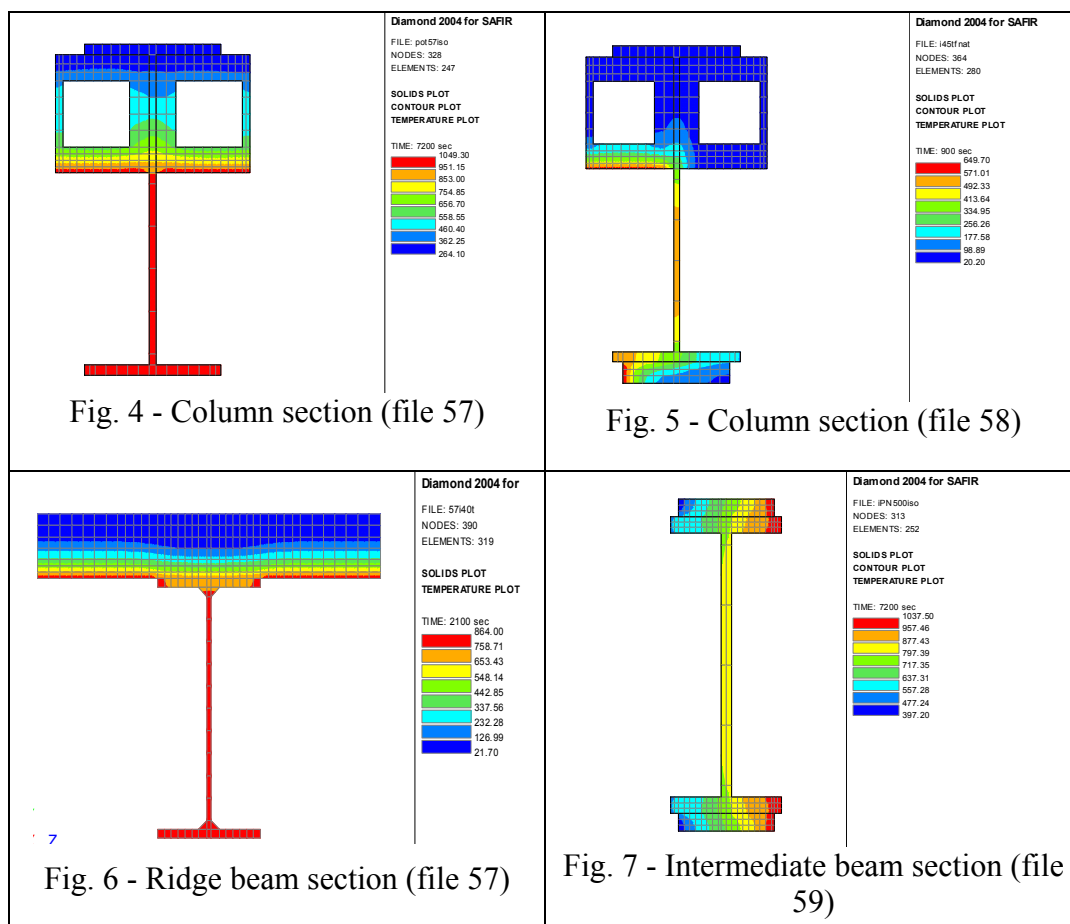 Diamond 2004 for SAFIR
FILE: pot57iso
NODES: 328
ELEMENTS: 247
SOLIDS PLOT
CONTOUR PLOT
TEMPERATURE PLOT
TIME: 7200 sec
1049.30
951.15
853.00
754.85
656.70
558.55
460.40
362.25
264.10
Fig. 4 - Column section (file 57)
Diamond 2004 for SAFIR
FILE: i45tfnat
NODES: 364
ELEMENTS: 280
SOLIDS PLOT
CONTOUR PLOT
TEMPERATURE PLOT
TIME: 900 sec
649.70
571.01
492.33
413.64
334.95
256.26
177.58
98.89
20.20
Fig. 5 - Column section (file 58)
Diamond 2004 for
FILE: 57i40t
NODES: 390
ELEMENTS: 319
SOLIDS PLOT
TEMPERATURE PLOT
TIME: 2100 sec
864.00
758.71
653.43
548.14
442.85
337.56
232.28
126.99
21.70
7
Fig. 6 - Ridge beam section (file 57)
Diamond 2004 for SAFIR
FILE: iPN500iso
NODES: 313
ELEMENTS: 252
SOLIDS PLOT
CONTOUR PLOT
TEMPERATURE PLOT
TIME: 7200 sec
1037.50
957.46
877.43
797.39
717.35
637.31
557.28
477.24
397.20
Fig. 7 - Intermediate beam section (file
59)